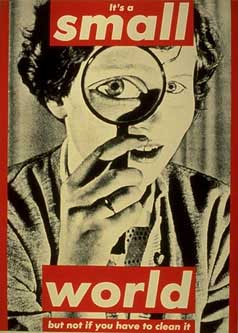 It's a
small
world
but not if you have to clean it